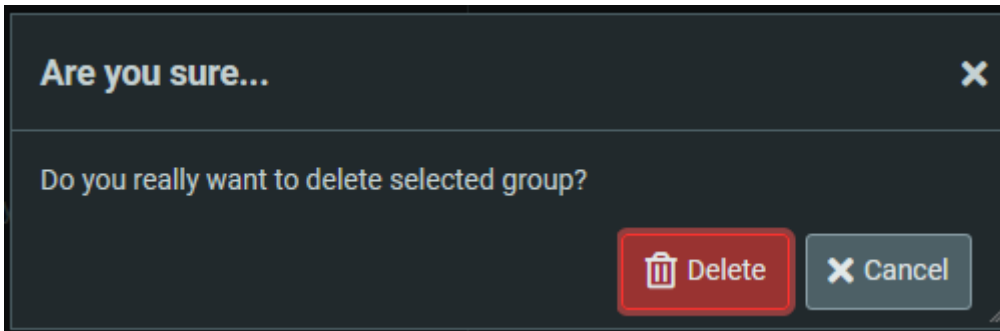 Are you sure...
Do you really want to delete selected group?
Delete
Cancel